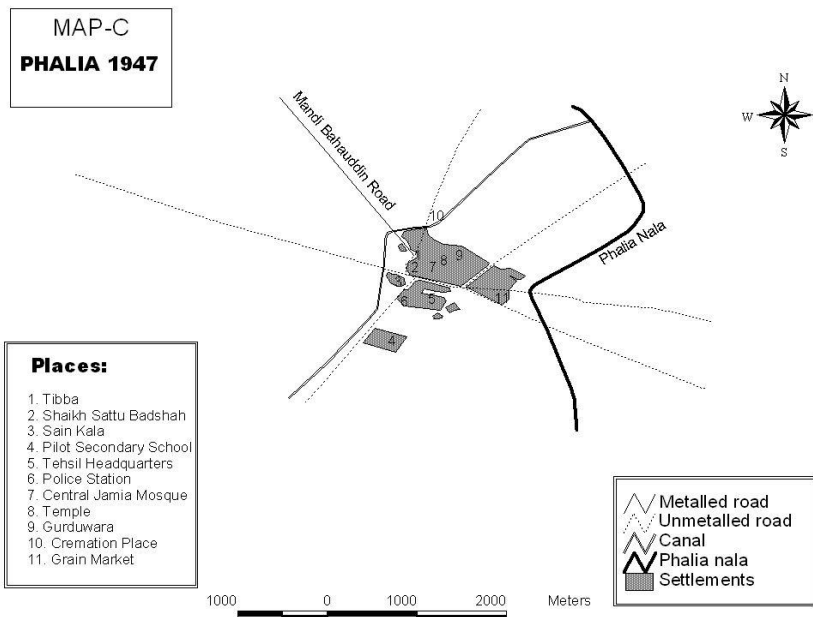 MAP-C
PHALIA 1947
N
W E
S
Mandi Bahauddin Road
10
1
2 7 8 9
3
6 5 11
4
Phalia Nala
Places:
1. Tibba
2. Shaikh Sattu Badshah
3. Sain Kala
4. Pilot Secondary School
5. Tehsil Headquarters
6. Police Station
7. Central Jamia Mosque
8. Temple
9. Gurduwara
10. Cremation Place
11. Grain Market
Metalled road
Unmetalled road
Canal
Phalia nala
Settlements
1000 0 1000 2000 Meters